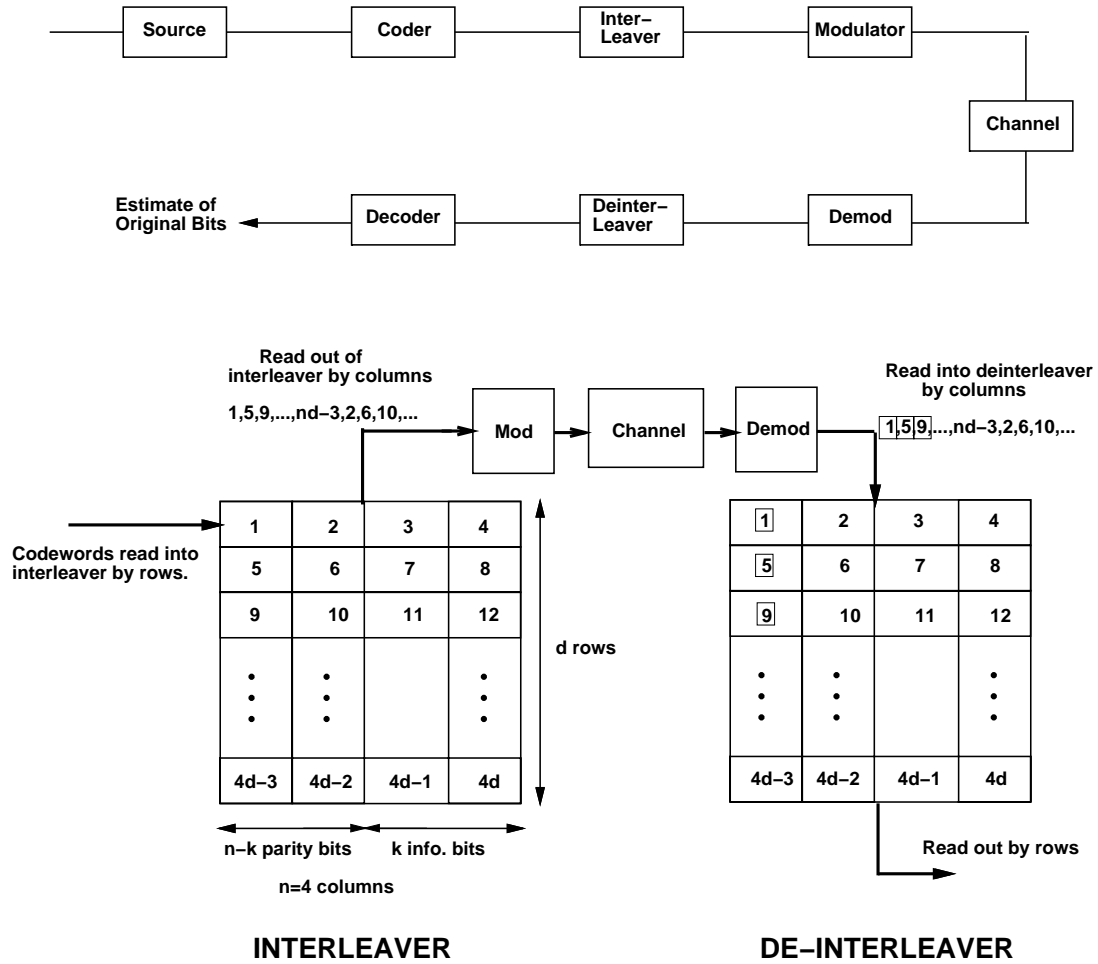 Source
Coder
Inter–
Leaver
Modulator
Channel
Estimate of
Original Bits
Decoder
Deinter–
Leaver
Demod
Read out of
interleaver by columns
1,5,9,...,nd–3,2,6,10,...
Mod
Channel
Demod
Read into deinterleaver
by columns
1,5,9,...,nd–3,2,6,10,...
Codewords read into
interleaver by rows.
1 2 3 4
5 6 7 8
9 10 11 12
4d–3 4d–2 4d–1 4d
d rows
n–k parity bits
k info. bits
n=4 columns
INTERLEAVER
1 2 3 4
5 6 7 8
9 10 11 12
4d–3 4d–2 4d–1 4d
Read out by rows
DE–INTERLEAVER